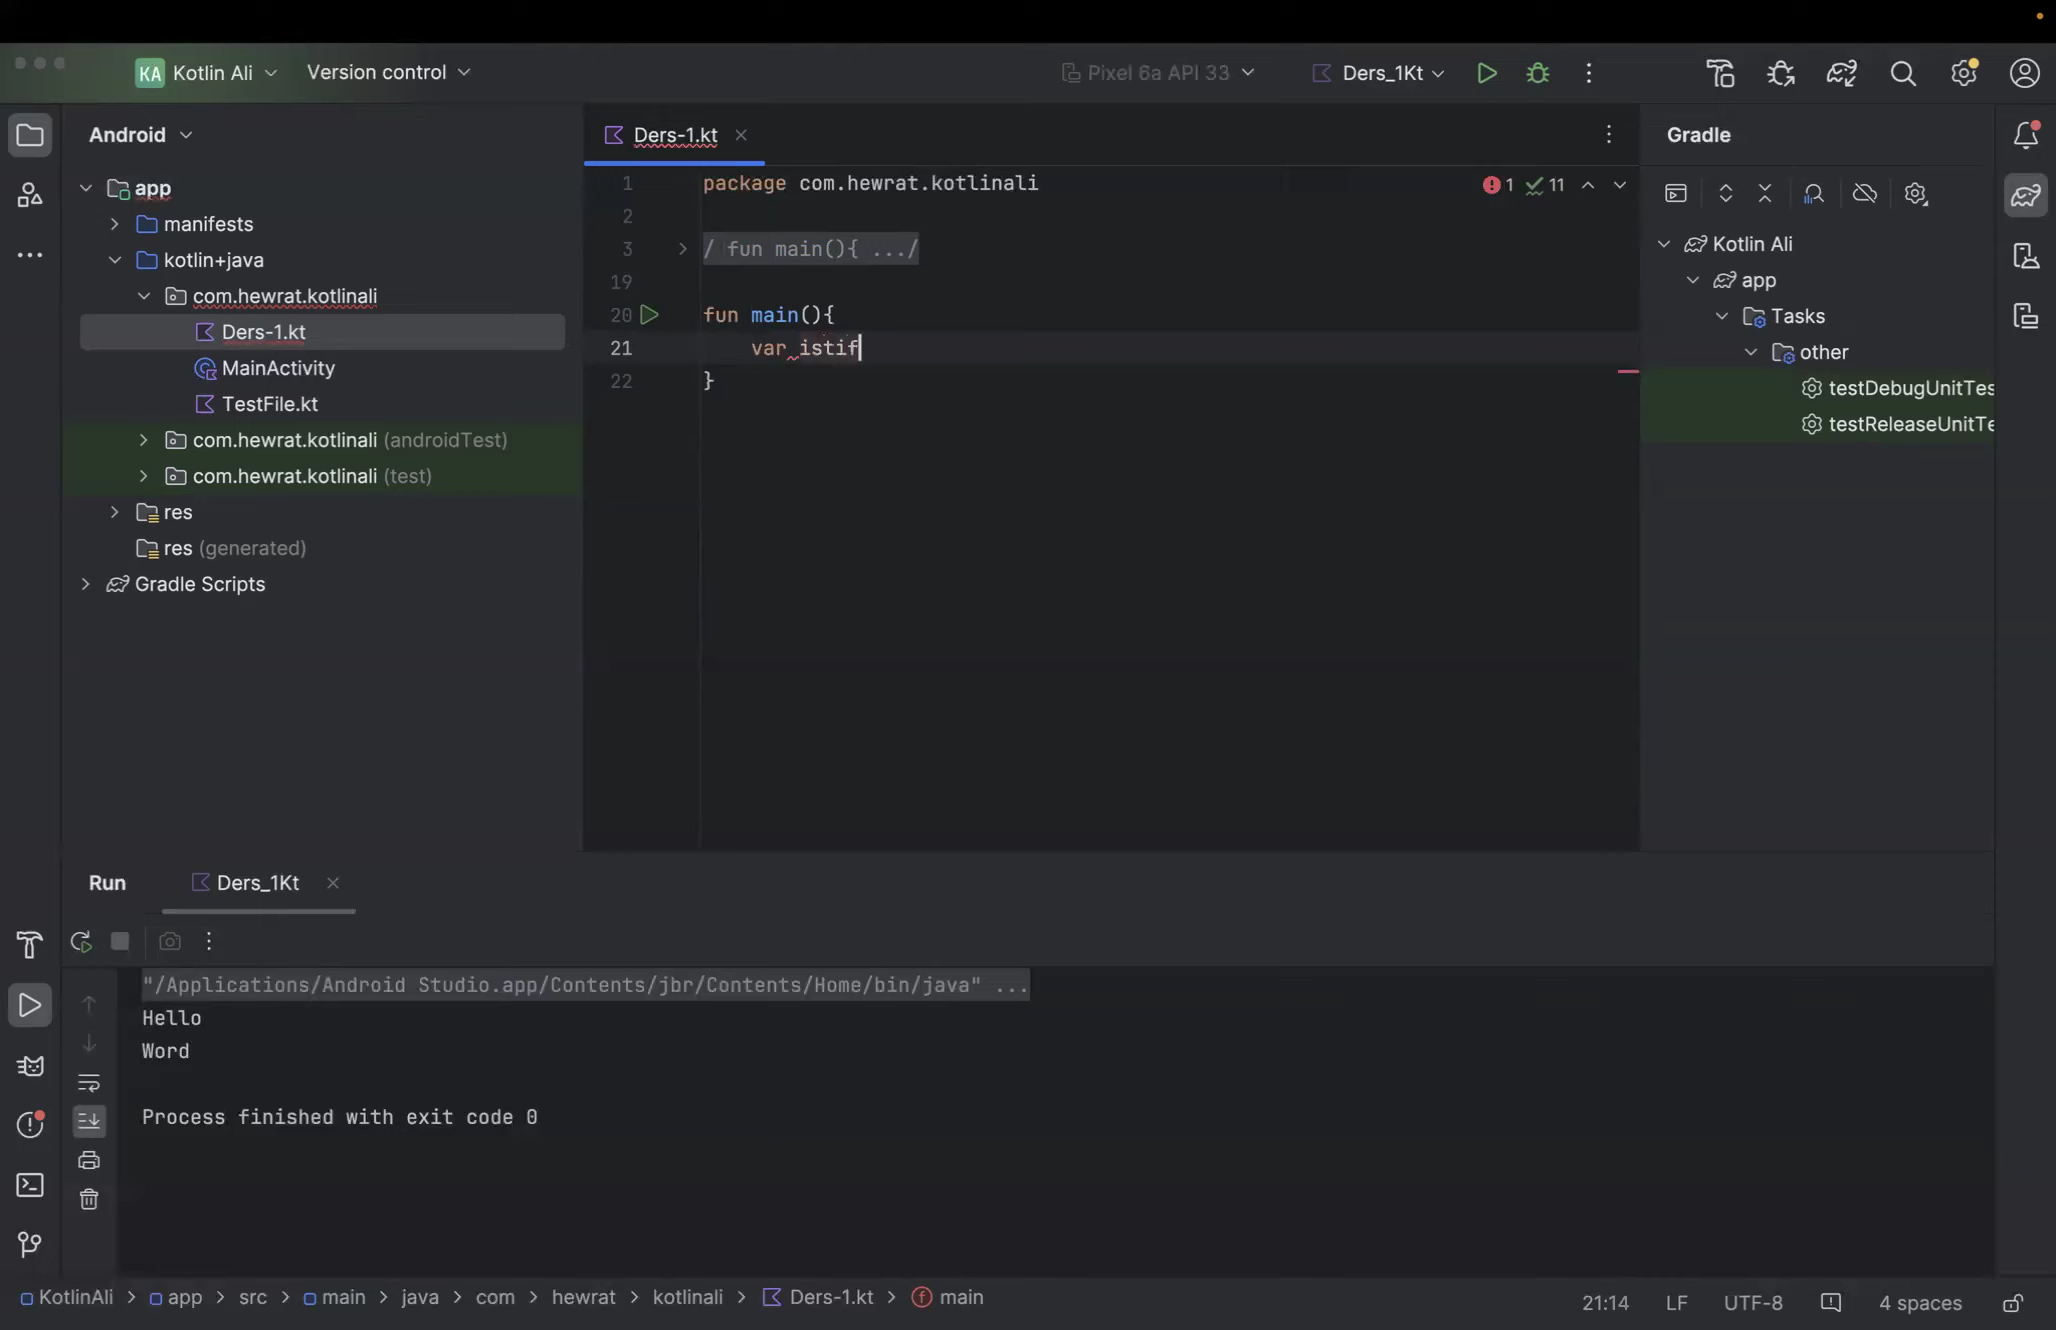 KA Kotlin Ali Version control Pixel 6a API 33 Ders_1Kt
Android
app
manifests
kotlin+java
com.hewrat.kotlinali
Ders-1.kt
MainActivity
TestFile.kt
com.hewrat.kotlinali (androidTest)
com.hewrat.kotlinali (test)
res
res (generated)
Gradle Scripts
Ders-1.kt
1 package com.hewrat.kotlinali
1 11
2
3 / fun main(){ .../
19
20 fun main(){
21 var istif
22 }
Gradle
Kotlin Ali
app
Tasks
other
testDebugUnitTes
testReleaseUnitTe
Run Ders_1Kt
"/Applications/Android Studio.app/Contents/jbr/Contents/Home/bin/java" ...
Hello
Word
Process finished with exit code 0
KotlinAli > app > src > main > java > com > hewrat > kotlinali > Ders-1.kt > main
21:14 LF UTF-8 4 spaces